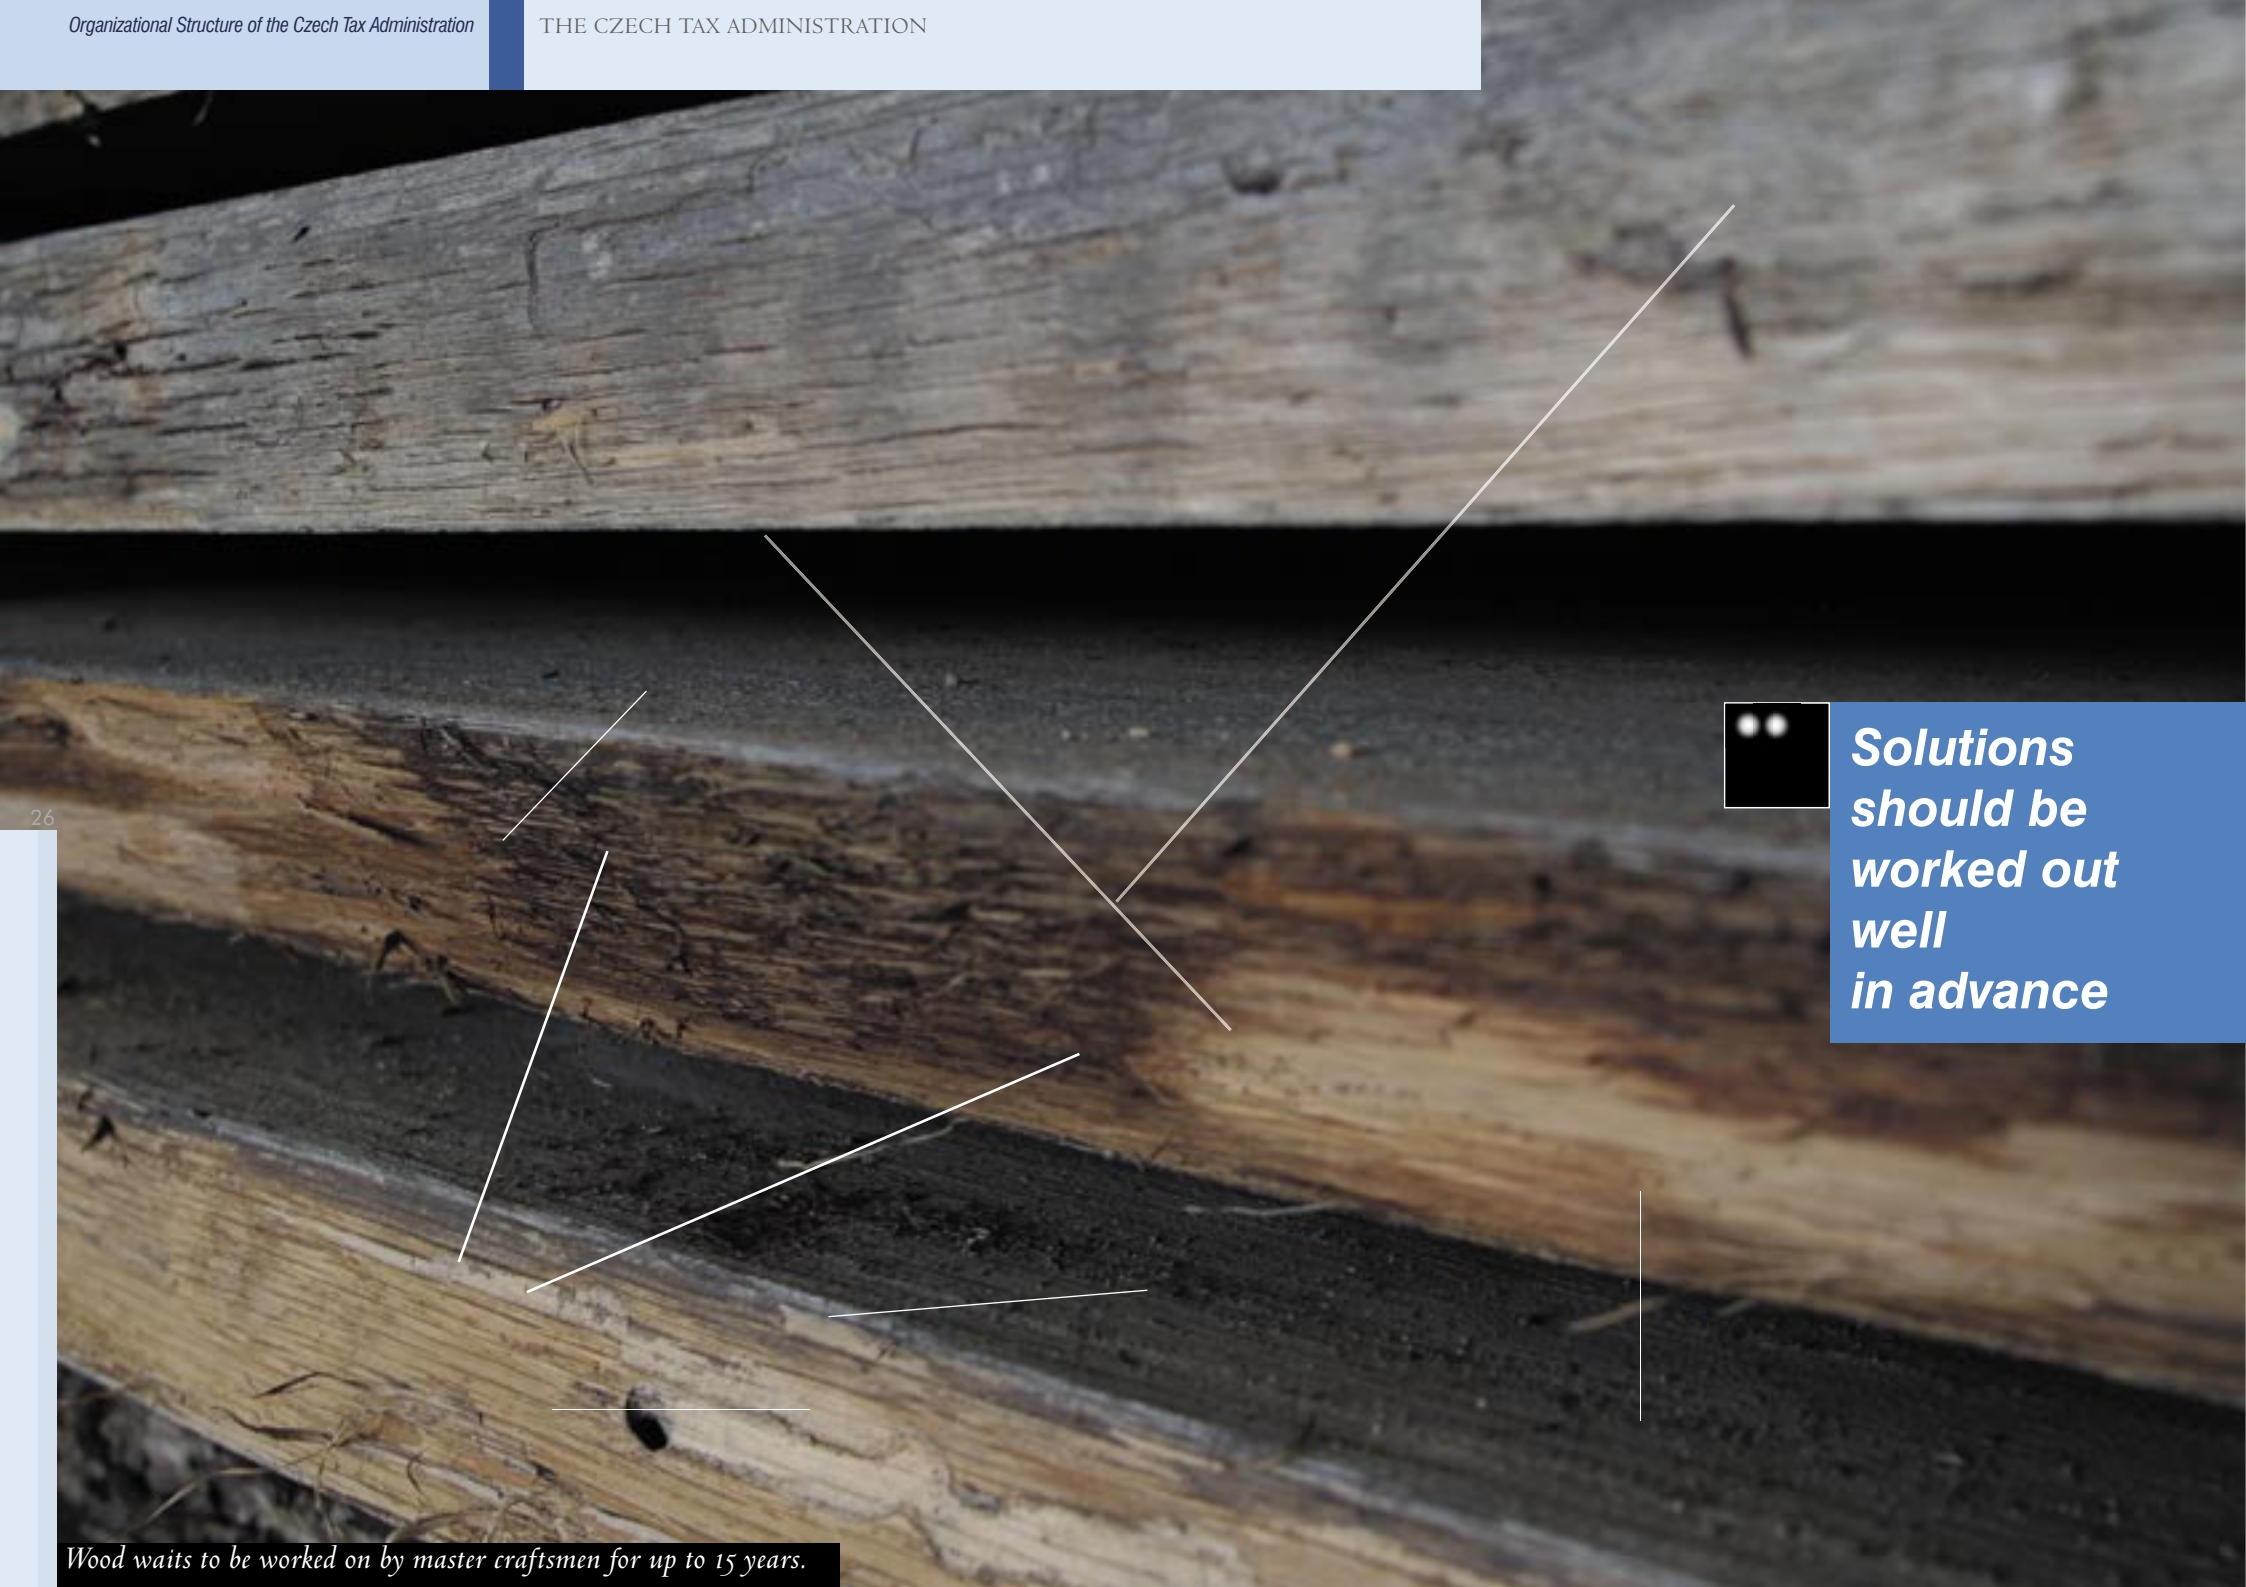 Organizational Structure of the Czech Tax Administration
THE CZECH TAX ADMINISTRATION
Solutions
should be
worked out
well
in advance
26
Wood waits to be worked on by master craftsmen for up to 15 years.